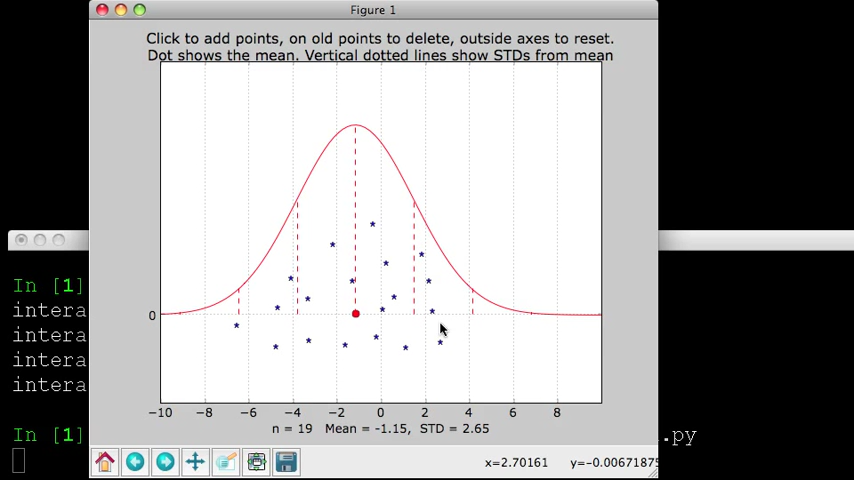 Figure 1
Click to add points, on old points to delete, outside axes to reset.
Dot shows the mean. Vertical dotted lines show STDs from mean
In [1]
intera
intera
intera
intera
In [1]
.py
0
−10 −8 −6 −4 −2 0 2 4 6 8
n = 19 Mean = -1.15, STD = 2.65
x=2.70161 y=-0.00671875